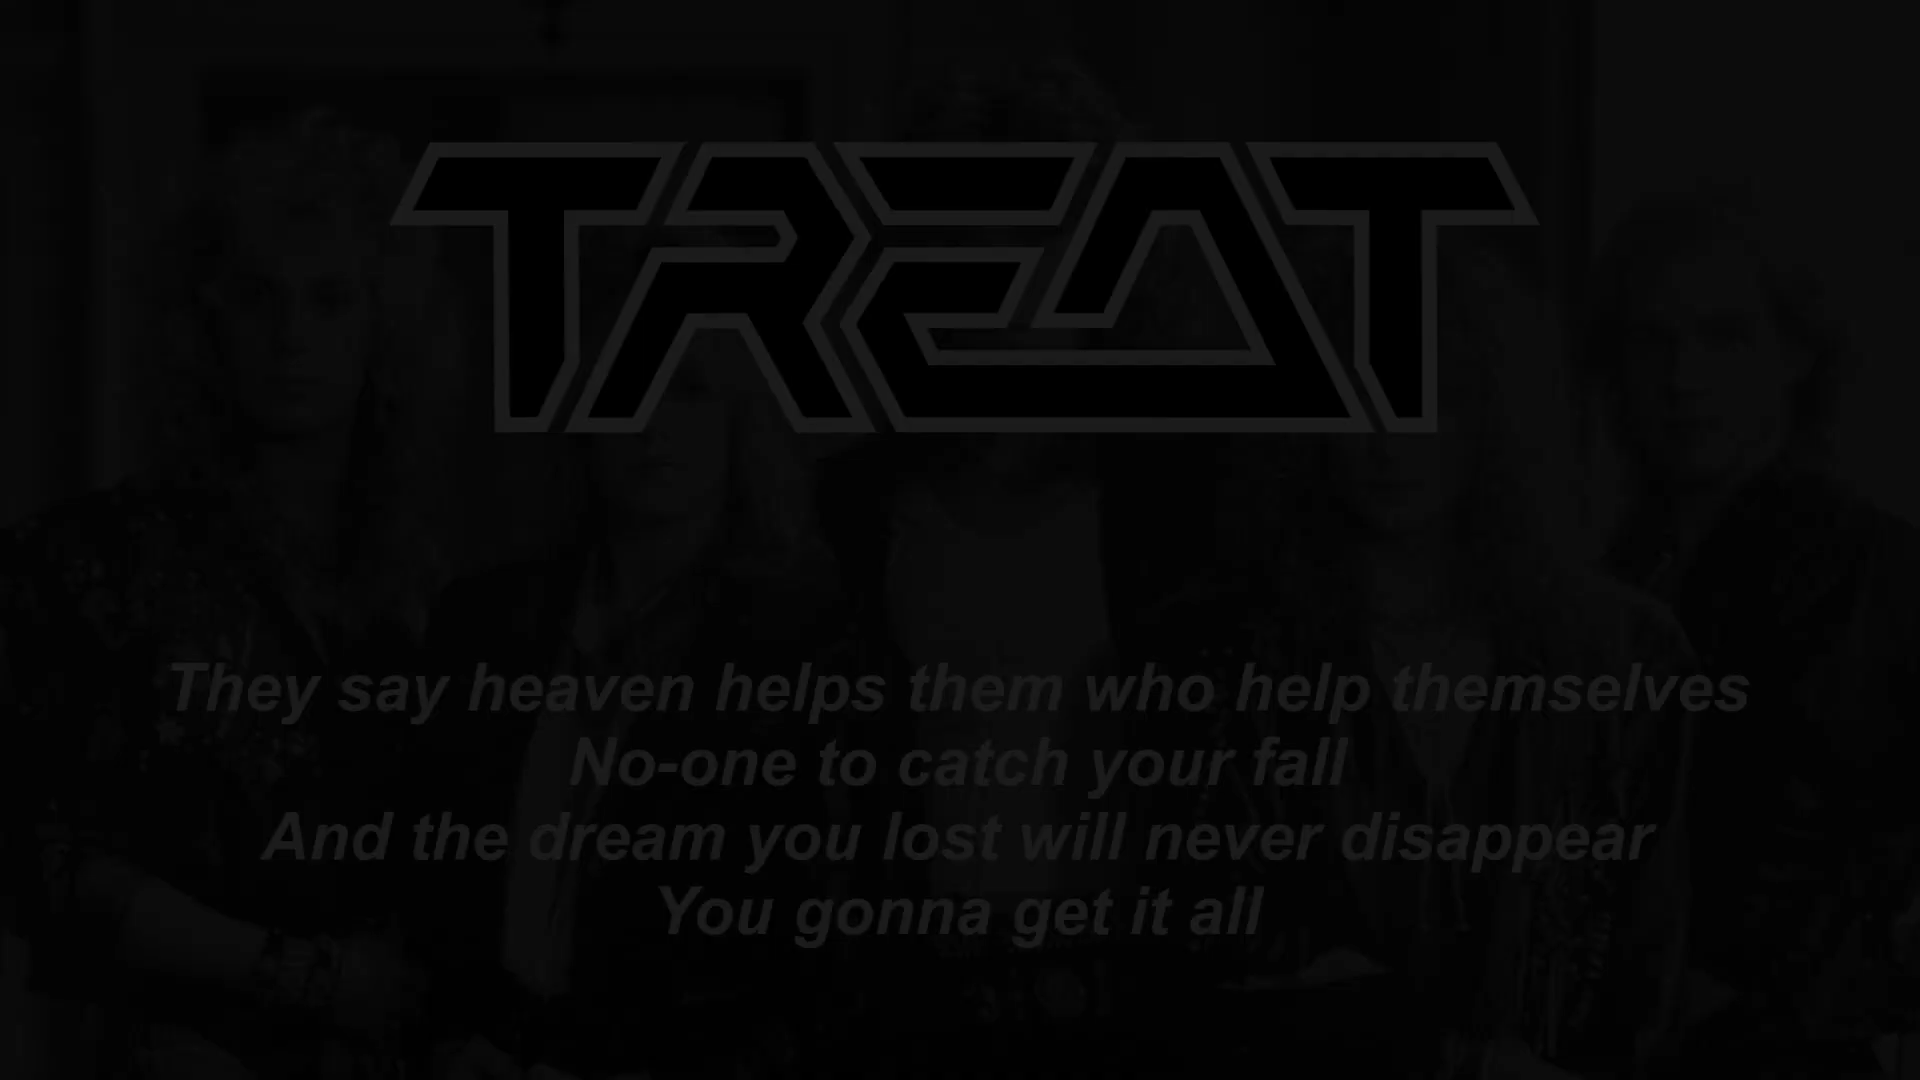 TREAT
They say heaven helps them who help themselves
No-one to catch your fall
And the dream you lost will never disappear
You gonna get it all